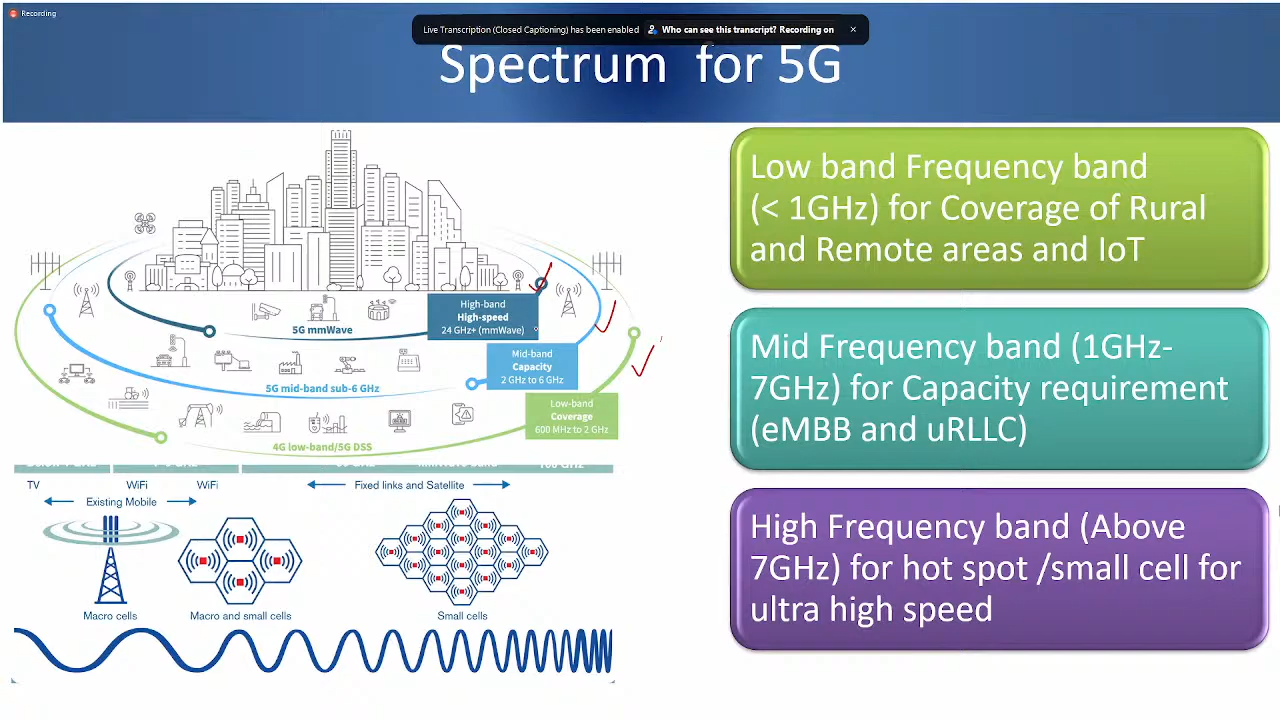 Recording
Live Transcription (Closed Captioning) has been enabled Who can see this transcript? Recording on
Spectrum for 5G
High-band
High-speed
24 GHz+ (mmWave)
5G mmWave
Mid-band
Capacity
2 GHz to 6 GHz
5G mid-band sub-6 GHz
Low-band
Coverage
600 MHz to 2 GHz
4G low-band/5G DSS
TV WiFi WiFi Fixed links and Satellite
Existing Mobile
Macro cells Macro and small cells Small cells
Low band Frequency band
(< 1GHz) for Coverage of Rural
and Remote areas and IoT
Mid Frequency band (1GHz-
7GHz) for Capacity requirement
(eMBB and uRLLC)
High Frequency band (Above
7GHz) for hot spot /small cell for
ultra high speed